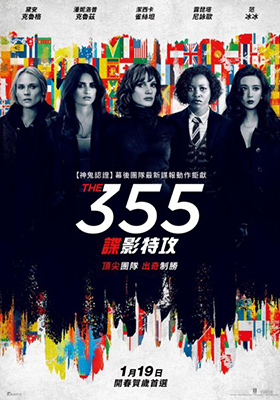 黛安 克魯格
潘妮洛普 克魯茲
潔西卡 雀絲坦
露琵塔 尼詠歐
范 冰冰
【神鬼認證】幕後團隊最新諜報動作鉅獻
THE
355
諜影特攻
頂尖團隊 出奇制勝
1月19日
開春賀歲首選